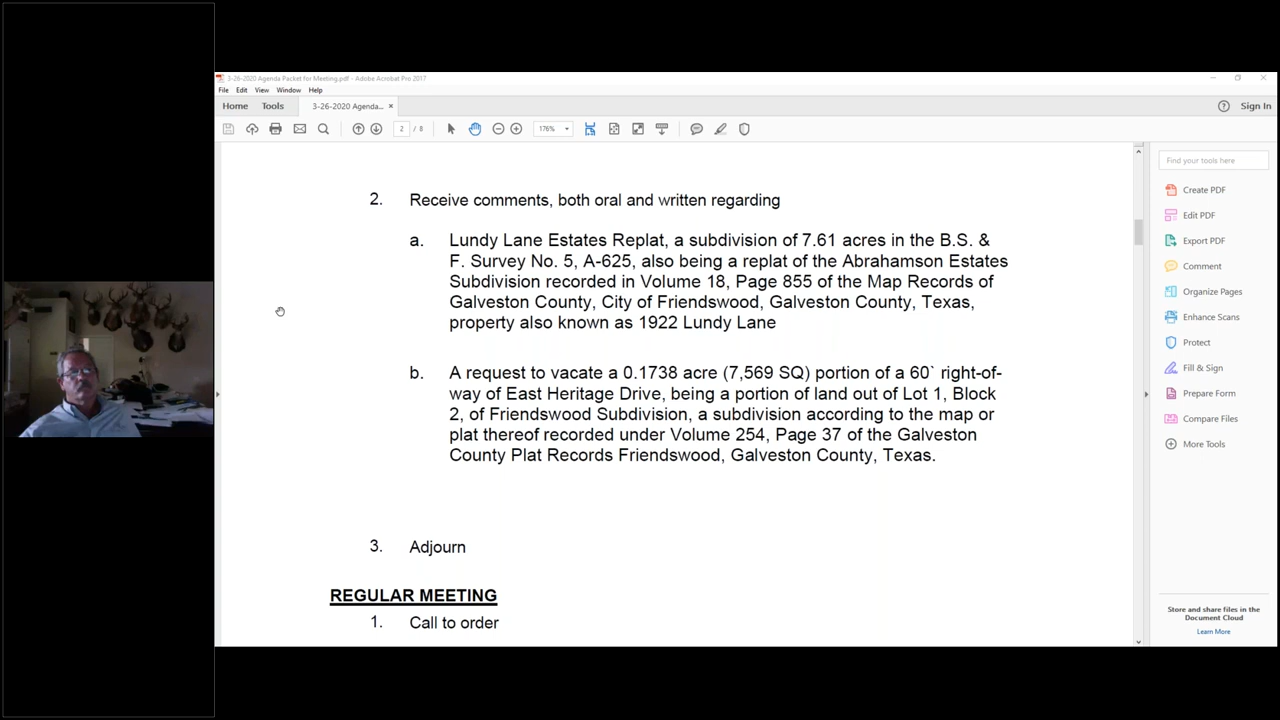 3-26-2020 Agenda Packet for Meeting.pdf - Adobe Acrobat Pro 2017
File Edit View Window Help
Home Tools 3-26-2020 Agenda... × Sign In
2 / 8 176%
Find your tools here
Create PDF
Edit PDF
Export PDF
Comment
Organize Pages
Enhance Scans
Protect
Fill & Sign
Prepare Form
Compare Files
More Tools
Store and share files in the
Document Cloud
Learn More
2. Receive comments, both oral and written regarding
a. Lundy Lane Estates Replat, a subdivision of 7.61 acres in the B.S. &
F. Survey No. 5, A-625, also being a replat of the Abrahamson Estates
Subdivision recorded in Volume 18, Page 855 of the Map Records of
Galveston County, City of Friendswood, Galveston County, Texas,
property also known as 1922 Lundy Lane
b. A request to vacate a 0.1738 acre (7,569 SQ) portion of a 60` right-of-
way of East Heritage Drive, being a portion of land out of Lot 1, Block
2, of Friendswood Subdivision, a subdivision according to the map or
plat thereof recorded under Volume 254, Page 37 of the Galveston
County Plat Records Friendswood, Galveston County, Texas.
3. Adjourn
REGULAR MEETING
1. Call to order